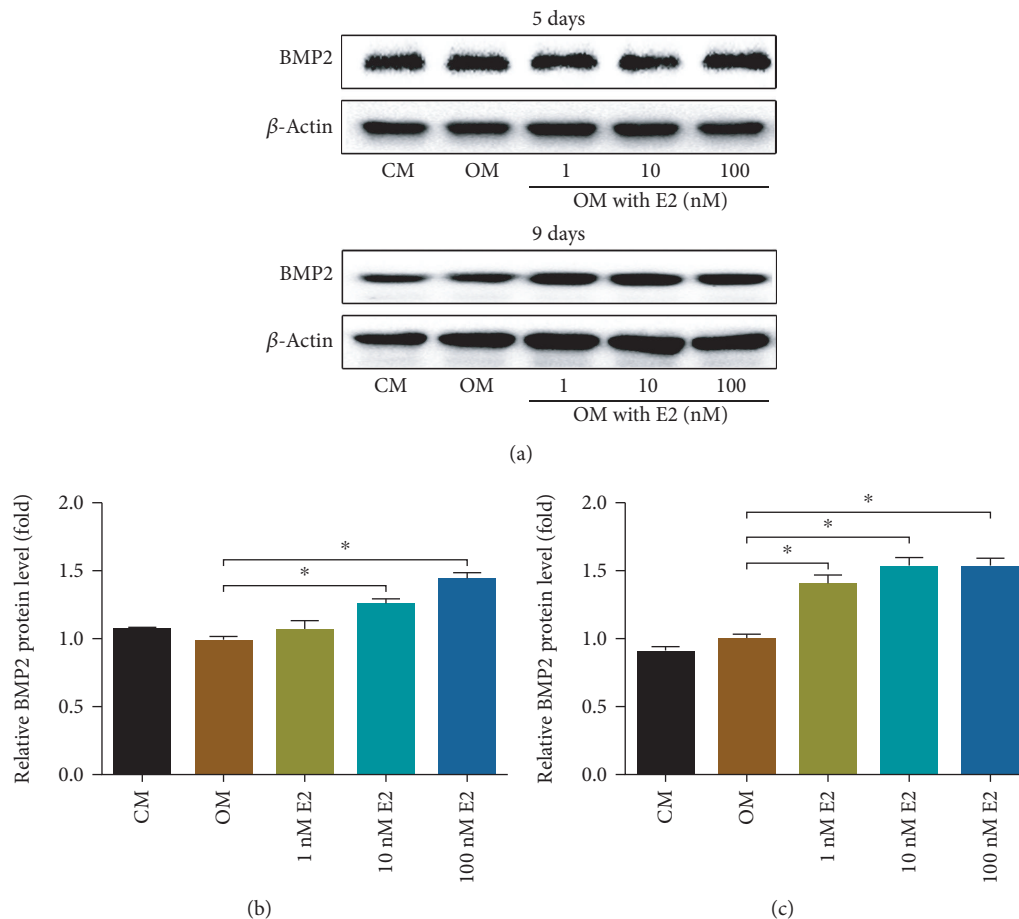 5 days
BMP2
β-Actin
CM OM 1 10 100
OM with E2 (nM)
9 days
BMP2
β-Actin
CM OM 1 10 100
OM with E2 (nM)
(a)
Relative BMP2 protein level (fold)
2.0
1.5
1.0
0.5
0.0
* 
*
CM
OM
1 nM E2
10 nM E2
100 nM E2
(b)
Relative BMP2 protein level (fold)
2.0
1.5
1.0
0.5
0.0
*
*
*
CM
OM
1 nM E2
10 nM E2
100 nM E2
(c)